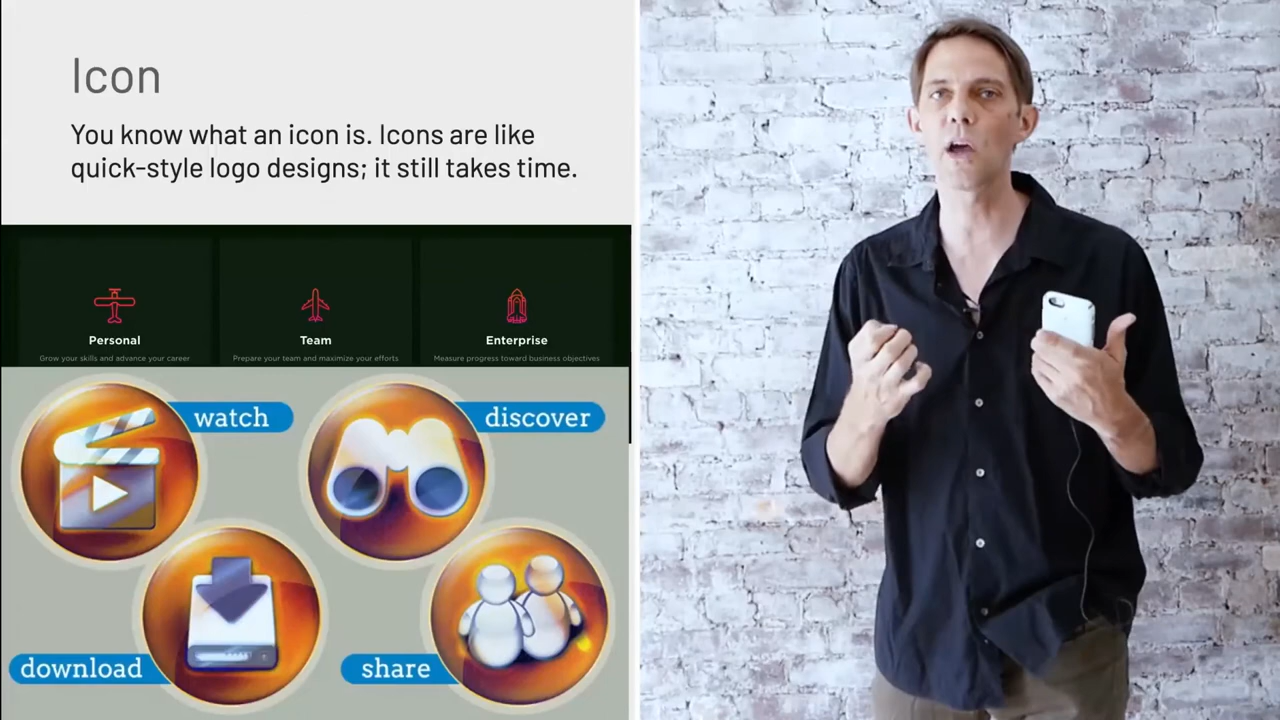 Icon
You know what an icon is. Icons are like
quick-style logo designs; it still takes time.
Personal
Team
Enterprise
Grow your skills and advance your career
Prepare your team and maximize your efforts
Measure progress toward business objectives
watch
discover
download
share